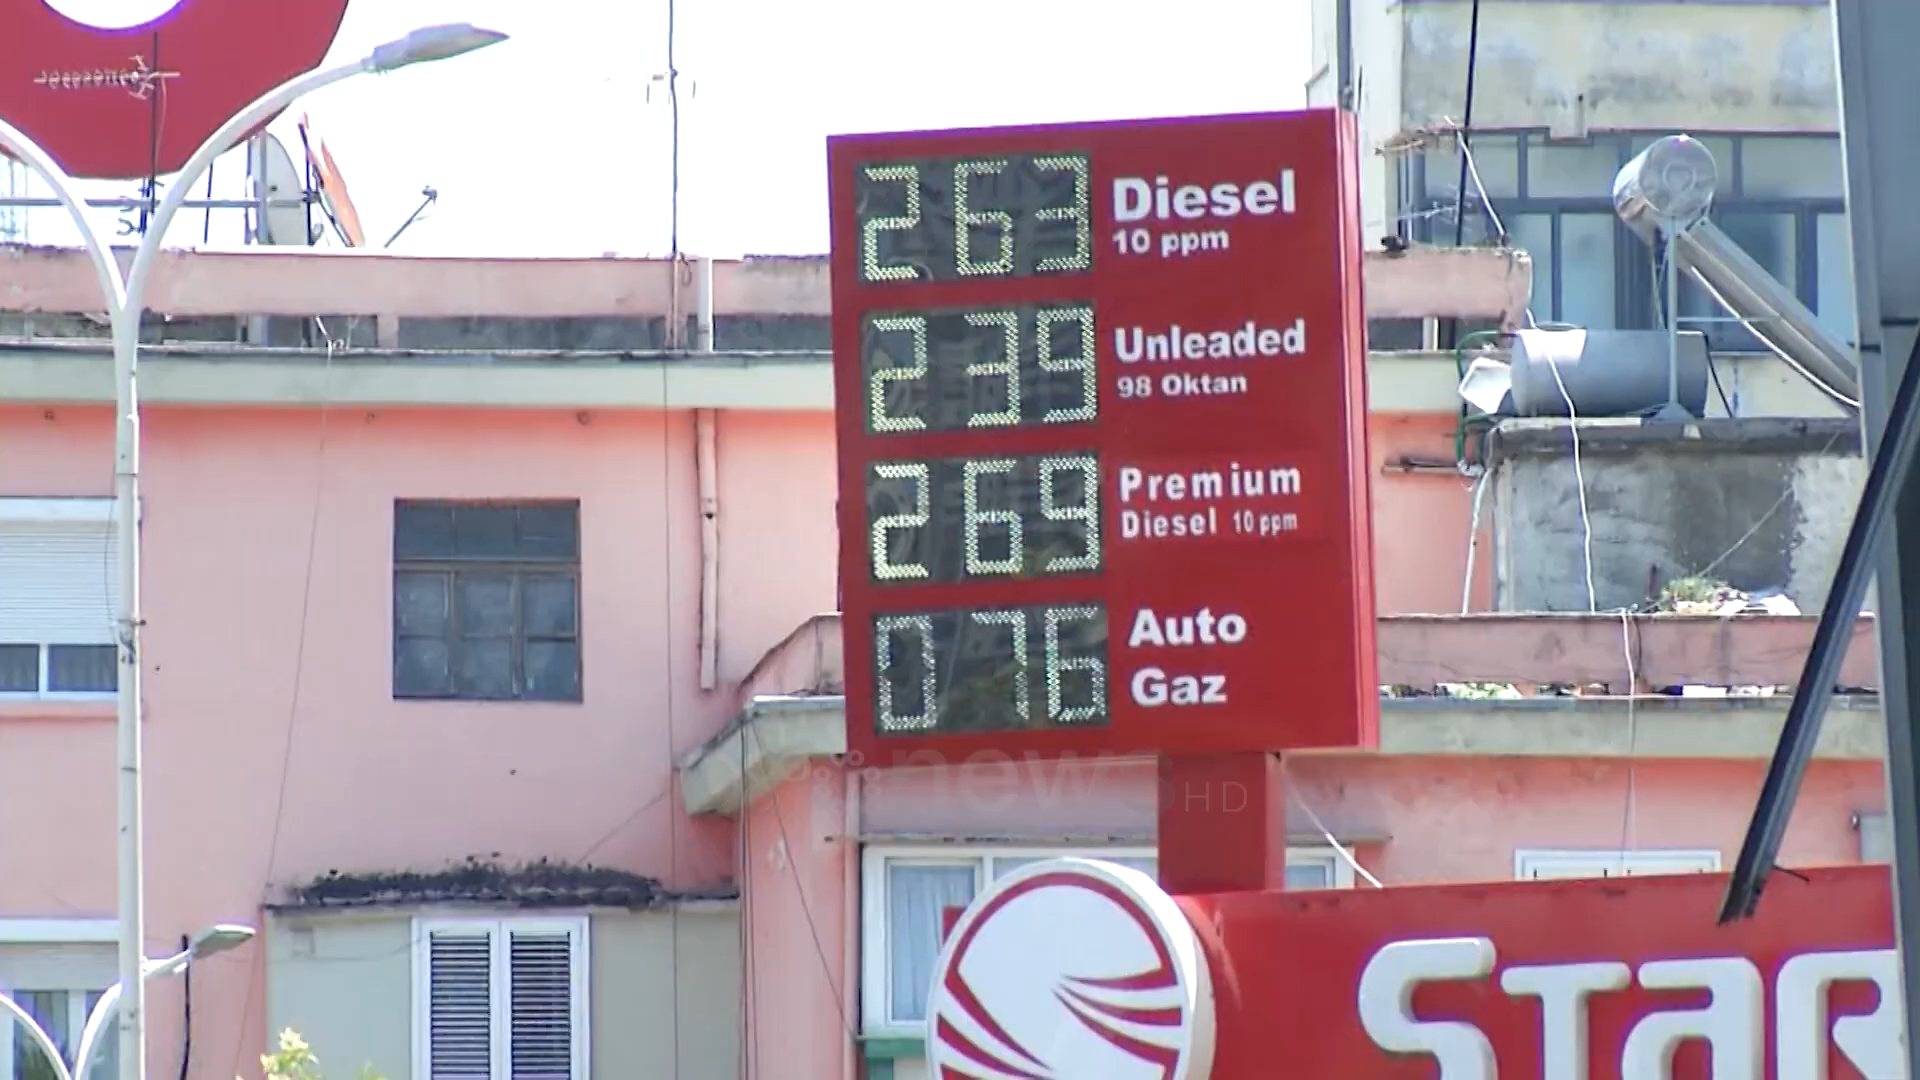 263 Diesel
10 ppm
239 Unleaded
98 Oktan
269 Premium
Diesel 10 ppm
076 Auto
Gaz
news HD
STAR